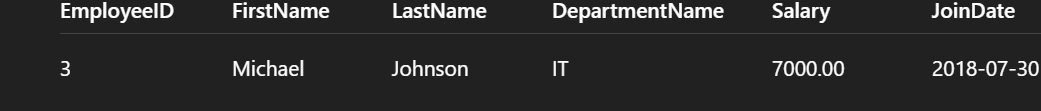 EmployeeID FirstName LastName DepartmentName Salary JoinDate
3 Michael Johnson IT 7000.00 2018-07-30